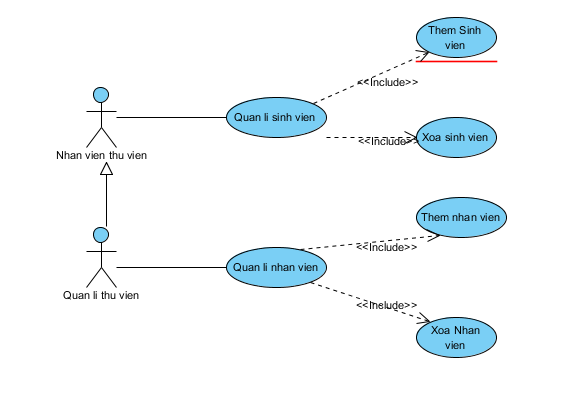 Them Sinh
vien
<<Include>>
Quan li sinh vien
<<Include>>
Xoa sinh vien
Nhan vien thu vien
Them nhan vien
<<Include>>
Quan li nhan vien
Quan li thu vien
<<Include>>
Xoa Nhan
vien